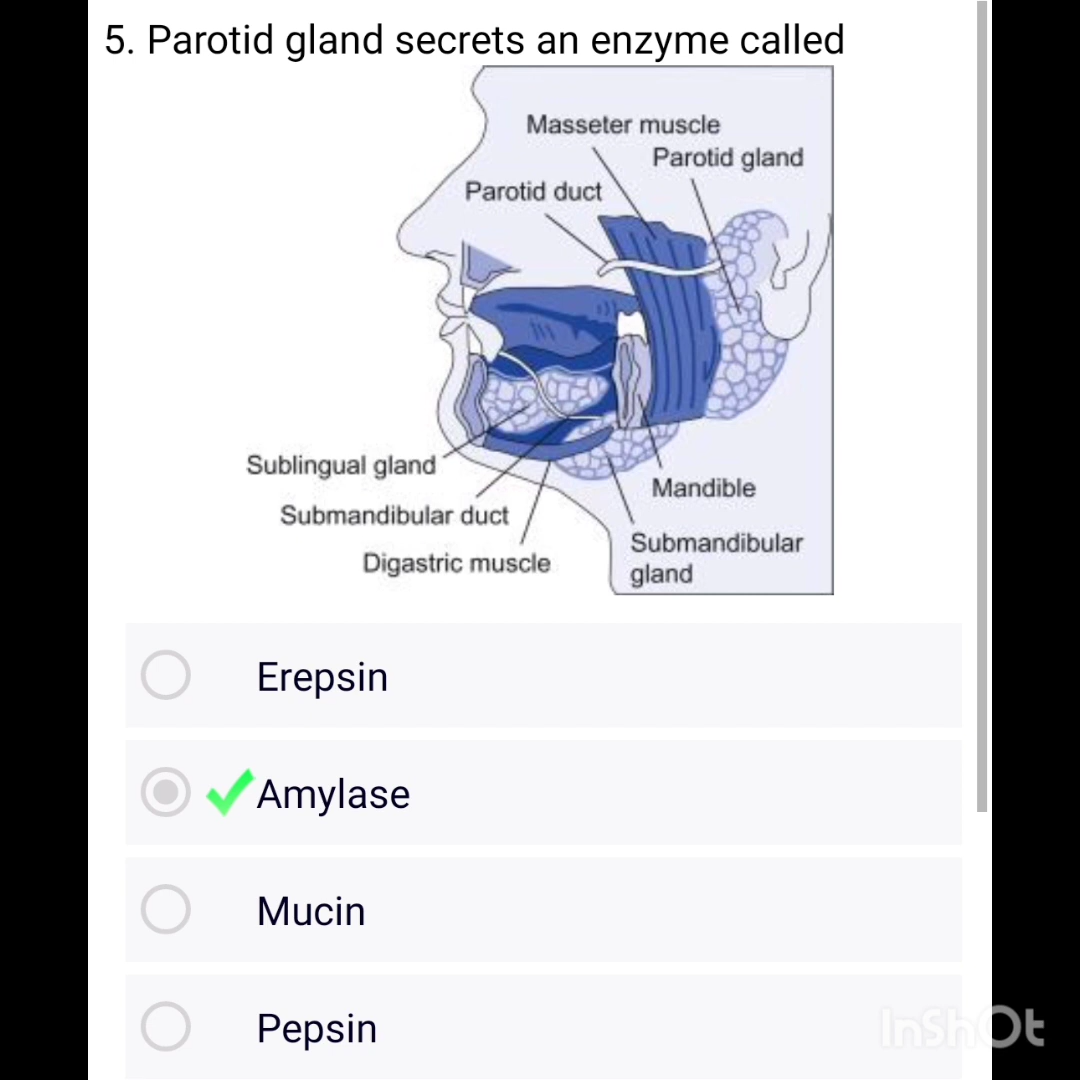 5. Parotid gland secrets an enzyme called
Masseter muscle
Parotid gland
Parotid duct
Sublingual gland
Submandibular duct
Digastric muscle
Mandible
Submandibular
gland
Erepsin
Amylase
Mucin
Pepsin
InShOt